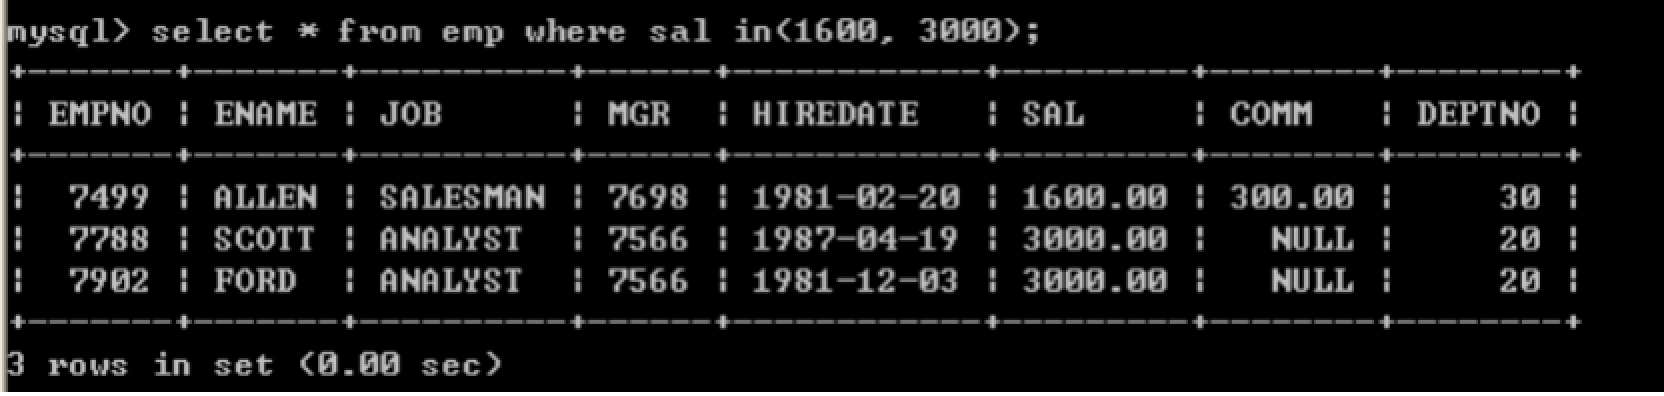 mysql> select * from emp where sal in(1600, 3000);
+-------+-------+----------+------+------------+---------+--------+--------+
| EMPNO | ENAME | JOB      | MGR  | HIREDATE   | SAL     | COMM   | DEPTNO |
+-------+-------+----------+------+------------+---------+--------+--------+
|  7499 | ALLEN | SALESMAN | 7698 | 1981-02-20 | 1600.00 | 300.00 |     30 |
|  7788 | SCOTT | ANALYST  | 7566 | 1987-04-19 | 3000.00 |   NULL |     20 |
|  7902 | FORD  | ANALYST  | 7566 | 1981-12-03 | 3000.00 |   NULL |     20 |
+-------+-------+----------+------+------------+---------+--------+--------+
3 rows in set (0.00 sec)